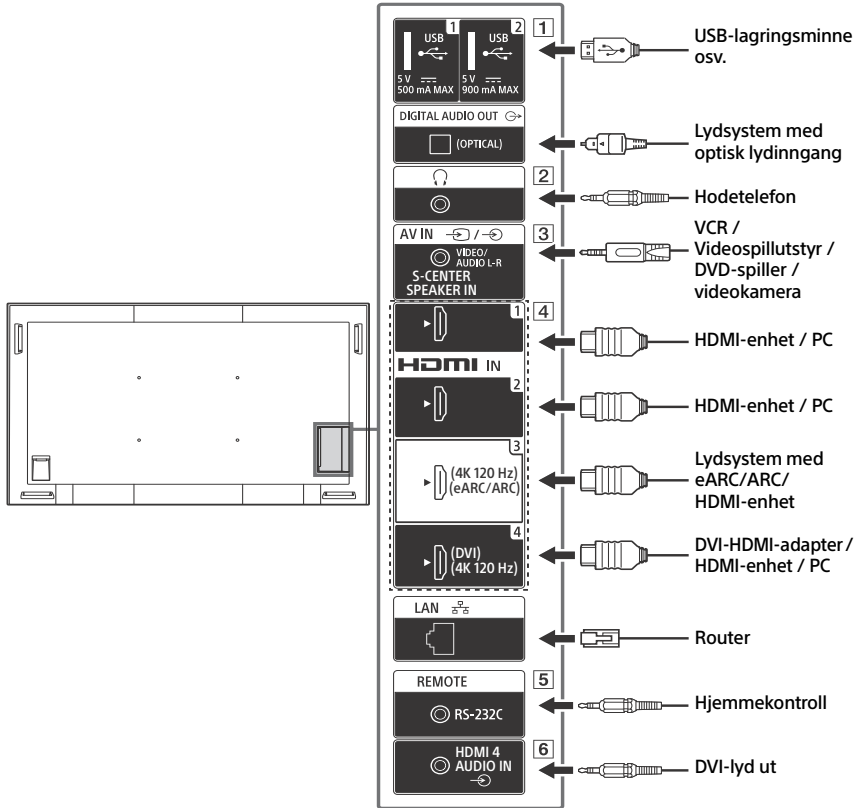 1
USB
2
USB
1
5 V
500 mA MAX
5 V
900 mA MAX
USB-lagringsminne
osv.
DIGITAL AUDIO OUT
(OPTICAL)
Lydsystem med
optisk lydinngang
2
Hodetelefon
AV IN
/
3
VIDEO/
AUDIO L-R
S-CENTER
SPEAKER IN
VCR /
Videospillutstyr /
DVD-spiller /
videokamera
1
4
HDMI-enhet / PC
HDMI IN
2
HDMI-enhet / PC
3
(4K 120 Hz)
(eARC/ARC)
Lydsystem med
eARC/ARC/
HDMI-enhet
4
(DVI)
(4K 120 Hz)
DVI-HDMI-adapter /
HDMI-enhet / PC
LAN
Router
REMOTE
5
RS-232C
Hjemmekontroll
HDMI 4
AUDIO IN
6
DVI-lyd ut